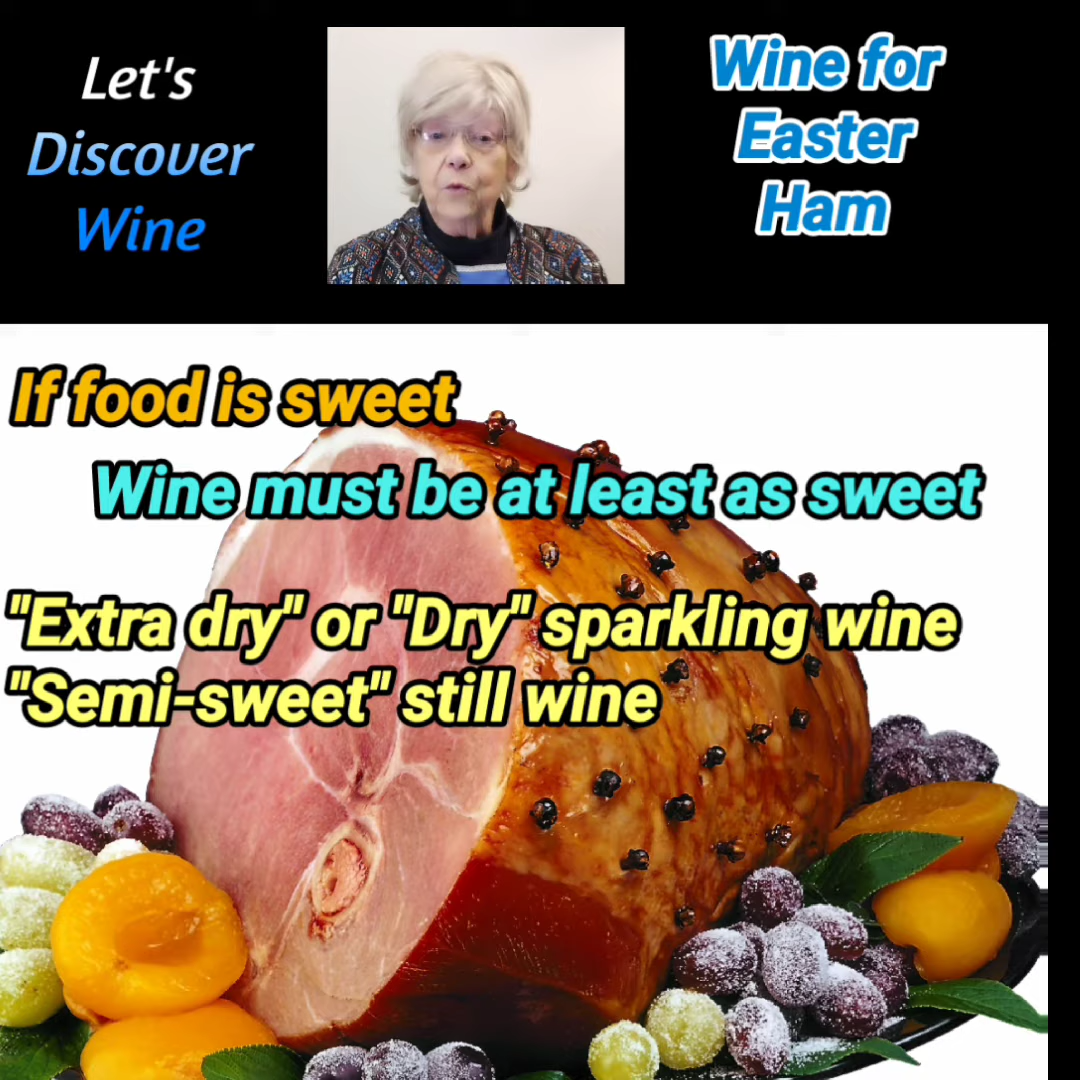 Let's
Discover
Wine
Wine for
Easter
Ham
If food is sweet
Wine must be at least as sweet
"Extra dry" or "Dry" sparkling wine
"Semi-sweet" still wine